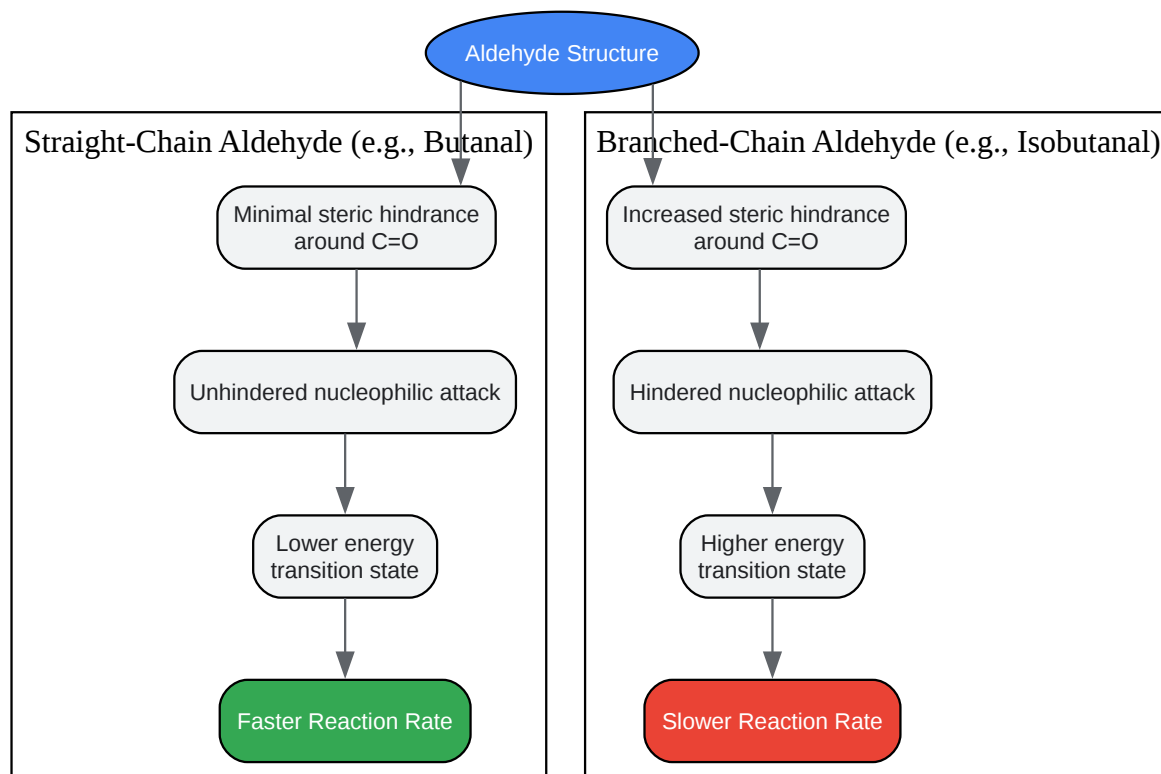 Aldehyde Structure
Straight-Chain Aldehyde (e.g., Butanal)
Minimal steric hindrance
around C=O
Unhindered nucleophilic attack
Lower energy
transition state
Faster Reaction Rate
Branched-Chain Aldehyde (e.g., Isobutanal)
Increased steric hindrance
around C=O
Hindered nucleophilic attack
Higher energy
transition state
Slower Reaction Rate